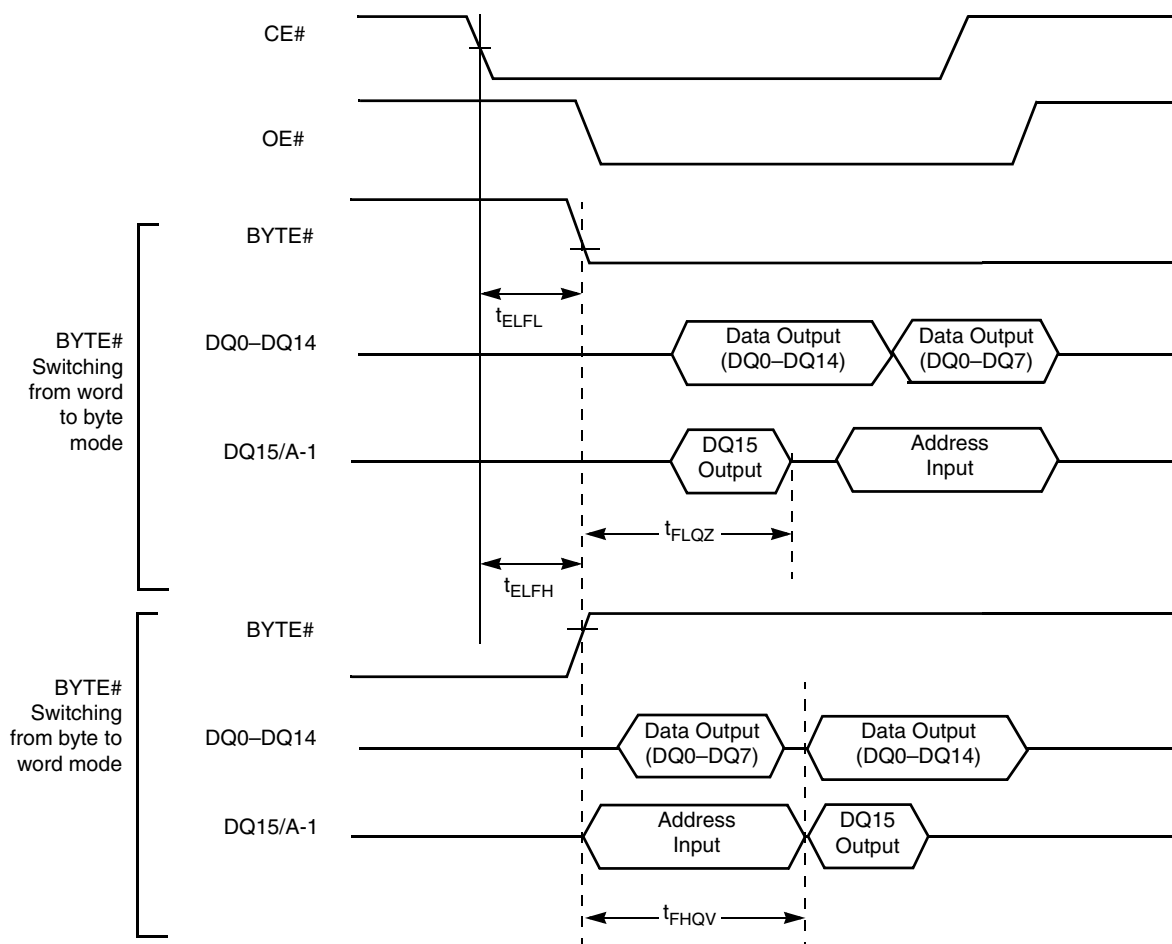 CE#
OE#
BYTE#
tELFL
BYTE#
Switching
from word
to byte
mode
DQ0–DQ14
Data Output
(DQ0–DQ14)
Data Output
(DQ0–DQ7)
DQ15/A-1
DQ15
Output
Address
Input
tFLQZ
tELFH
BYTE#
BYTE#
Switching
from byte to
word mode
DQ0–DQ14
Data Output
(DQ0–DQ7)
Data Output
(DQ0–DQ14)
DQ15/A-1
Address
Input
DQ15
Output
tFHQV